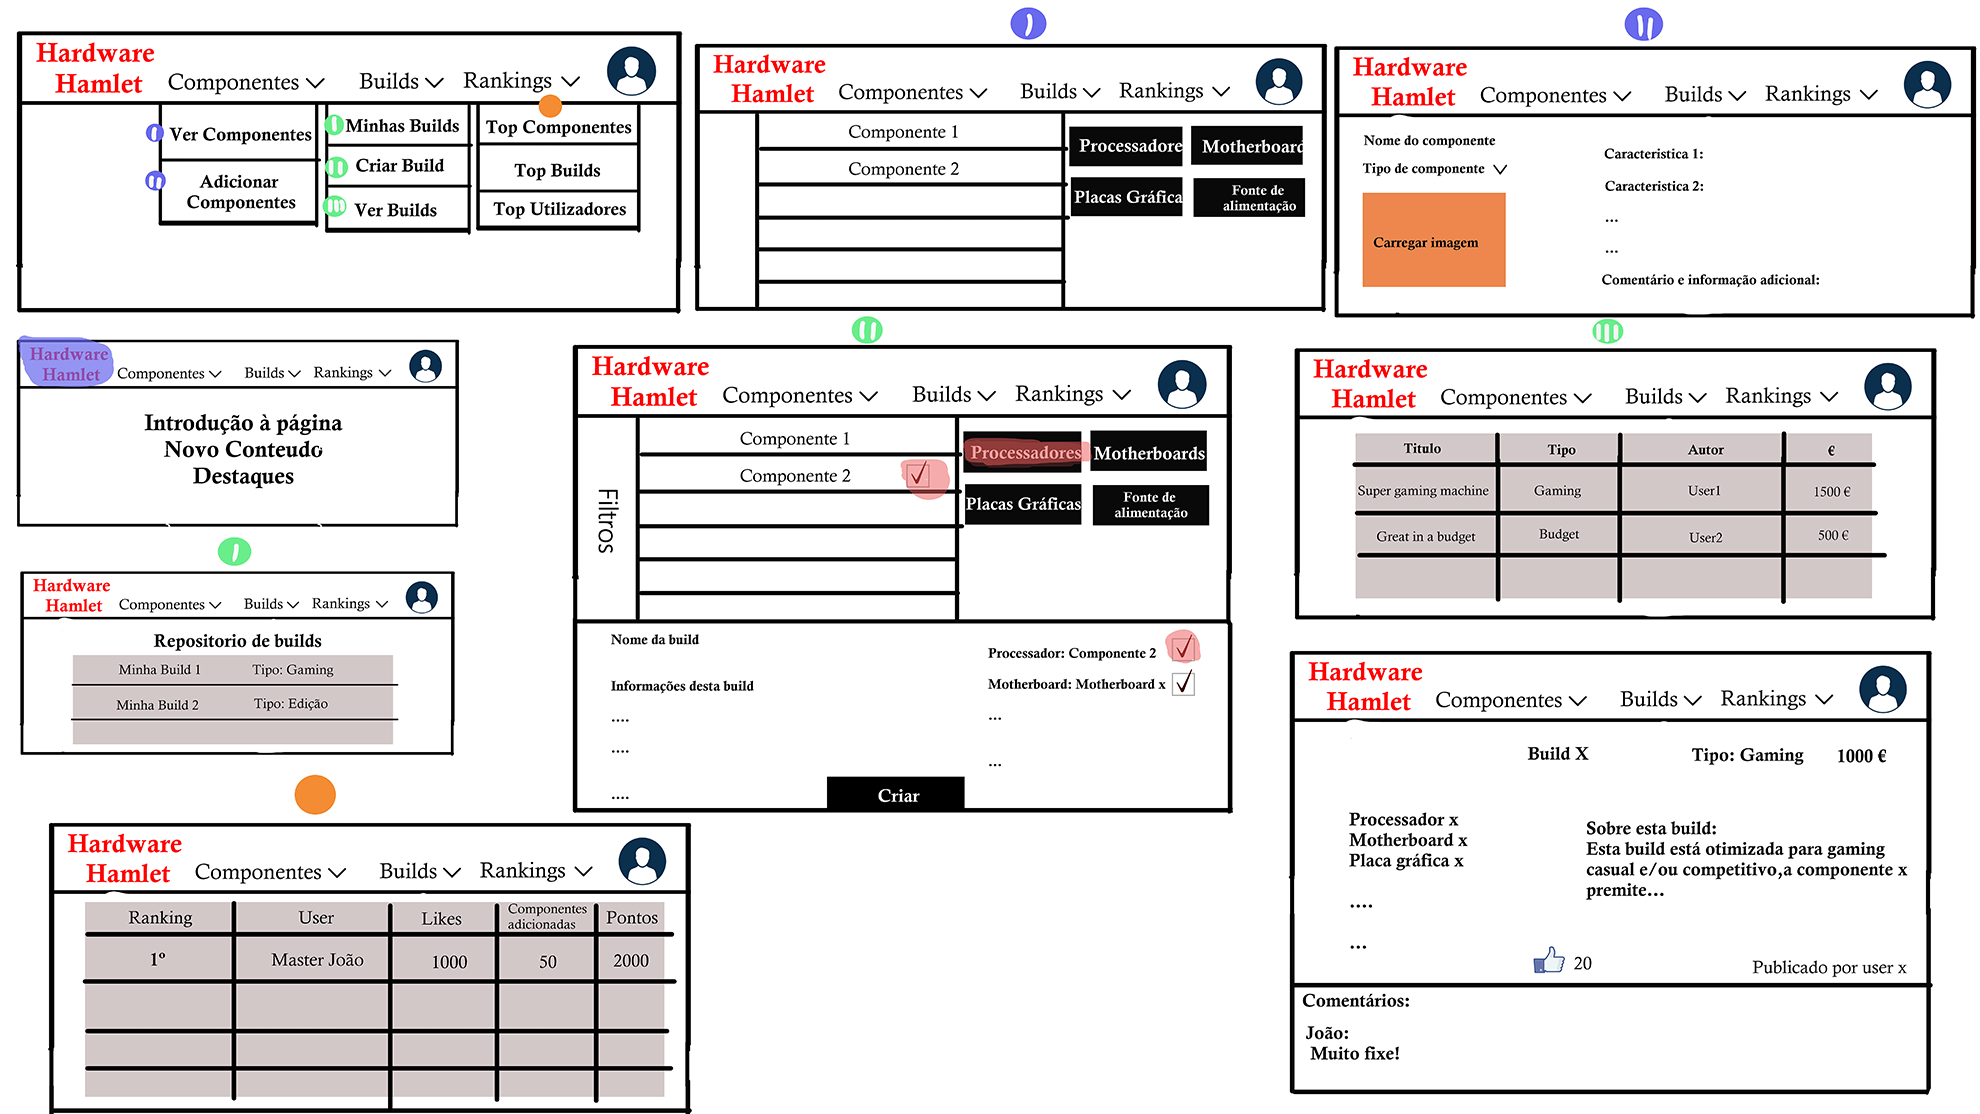 Hardware
Hamlet
Componentes
Builds
Rankings
Ver Componentes
Adicionar
Componentes
Minhas Builds
Criar Build
Ver Builds
Top Componentes
Top Builds
Top Utilizadores
I
II
I
II
III
I
Hardware
Hamlet
Componentes
Builds
Rankings
Componente 1
Componente 2
Processadore
Motherboard
Placas Gráfica
Fonte de
alimentação
II
Hardware
Hamlet
Componentes
Builds
Rankings
Nome do componente
Tipo de componente
Carregar imagem
Caracteristica 1:
Caracteristica 2:
...
...
Comentário e informação adicional:
Hardware
Hamlet
Componentes
Builds
Rankings
Introdução à página
Novo Conteudo
Destaques
I
Hardware
Hamlet
Componentes
Builds
Rankings
Repositorio de builds
Minha Build 1 Tipo: Gaming
Minha Build 2 Tipo: Edição
II
Hardware
Hamlet
Componentes
Builds
Rankings
Filtros
Componente 1
Componente 2
Processadores
Motherboards
Placas Gráficas
Fonte de
alimentação
Nome da build
Informações desta build
....
....
....
Processador: Componente 2
Motherboard: Motherboard x
...
...
Criar
III
Hardware
Hamlet
Componentes
Builds
Rankings
Titulo Tipo Autor €
Super gaming machine Gaming User1 1500 €
Great in a budget Budget User2 500 €
Hardware
Hamlet
Componentes
Builds
Rankings
Ranking User Likes Componentes adicionadas Pontos
1º Master João 1000 50 2000
Hardware
Hamlet
Componentes
Builds
Rankings
Build X Tipo: Gaming 1000 €
Processador x
Motherboard x
Placa gráfica x
....
...
Sobre esta build:
Esta build está otimizada para gaming
casual e/ou competitivo,a componente x
premite...
20
Publicado por user x
Comentários:
João:
Muito fixe!